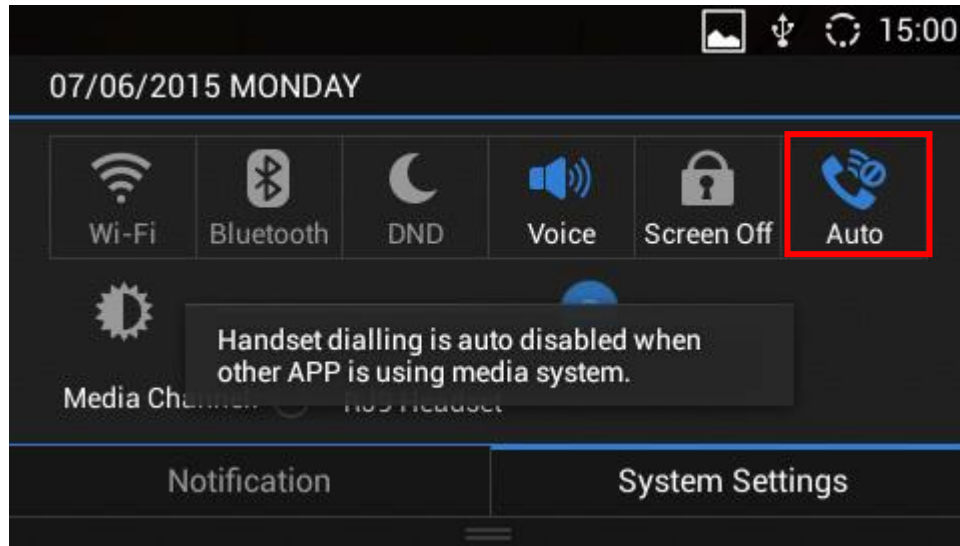 15:00
07/06/2015 MONDAY
Wi-Fi Bluetooth DND Voice Screen Off Auto
Handset dialling is auto disabled when
other APP is using media system.
Media
Notification System Settings